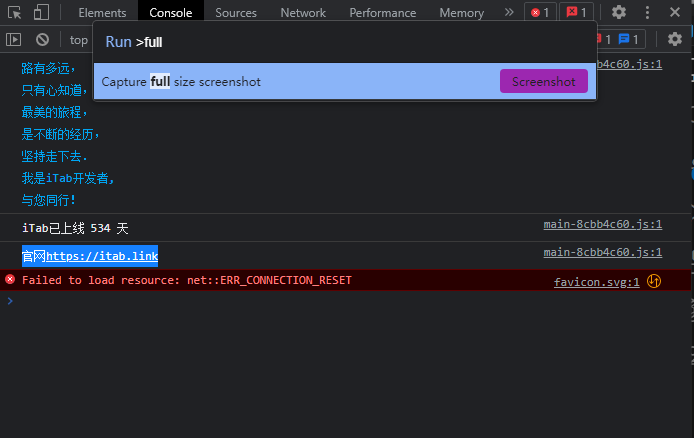 Elements Console Sources Network Performance Memory 1 1
top 1 1
Run >full
Capture full size screenshot Screenshot
bb4c60.js:1
路有多远，
只有心知道，
最美的旅程，
是不断的经历，
坚持走下去.
我是iTab开发者,
与您同行!
iTab已上线 534 天 main-8cbb4c60.js:1
官网https://itab.link main-8cbb4c60.js:1
Failed to load resource: net::ERR_CONNECTION_RESET favicon.svg:1